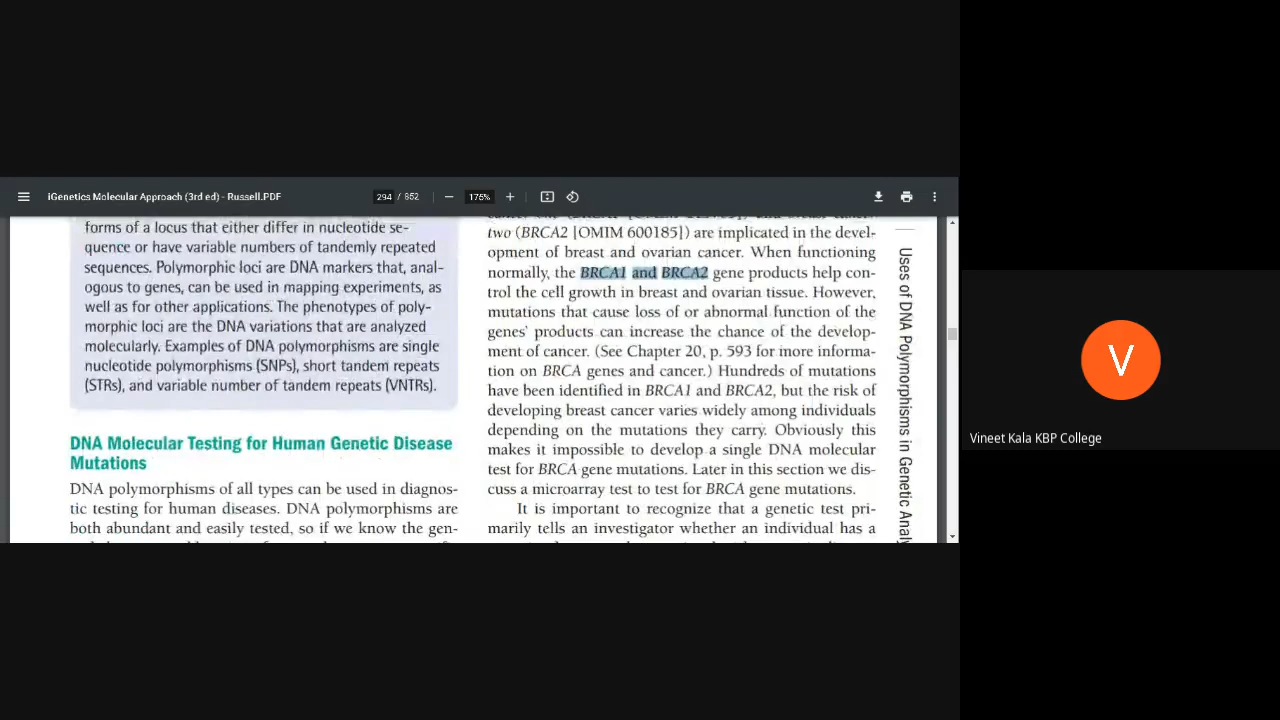 iGenetics Molecular Approach (3rd ed) - Russell.PDF
294 / 852
175%
forms of a locus that either differ in nucleotide se-
quence or have variable numbers of tandemly repeated
sequences. Polymorphic loci are DNA markers that, anal-
ogous to genes, can be used in mapping experiments, as
well as for other applications. The phenotypes of poly-
morphic loci are the DNA variations that are analyzed
molecularly. Examples of DNA polymorphisms are single
nucleotide polymorphisms (SNPs), short tandem repeats
(STRs), and variable number of tandem repeats (VNTRs).
DNA Molecular Testing for Human Genetic Disease
Mutations
DNA polymorphisms of all types can be used in diagnos-
tic testing for human diseases. DNA polymorphisms are
both abundant and easily tested, so if we know the gen-
two (BRCA2 [OMIM 600185]) are implicated in the devel-
opment of breast and ovarian cancer. When functioning
normally, the BRCA1 and BRCA2 gene products help con-
trol the cell growth in breast and ovarian tissue. However,
mutations that cause loss of or abnormal function of the
genes' products can increase the chance of the develop-
ment of cancer. (See Chapter 20, p. 593 for more informa-
tion on BRCA genes and cancer.) Hundreds of mutations
have been identified in BRCA1 and BRCA2, but the risk of
developing breast cancer varies widely among individuals
depending on the mutations they carry. Obviously this
makes it impossible to develop a single DNA molecular
test for BRCA gene mutations. Later in this section we dis-
cuss a microarray test to test for BRCA gene mutations.
It is important to recognize that a genetic test pri-
marily tells an investigator whether an individual has a
Uses of DNA Polymorphisms in Genetic Analy
V
Vineet Kala KBP College